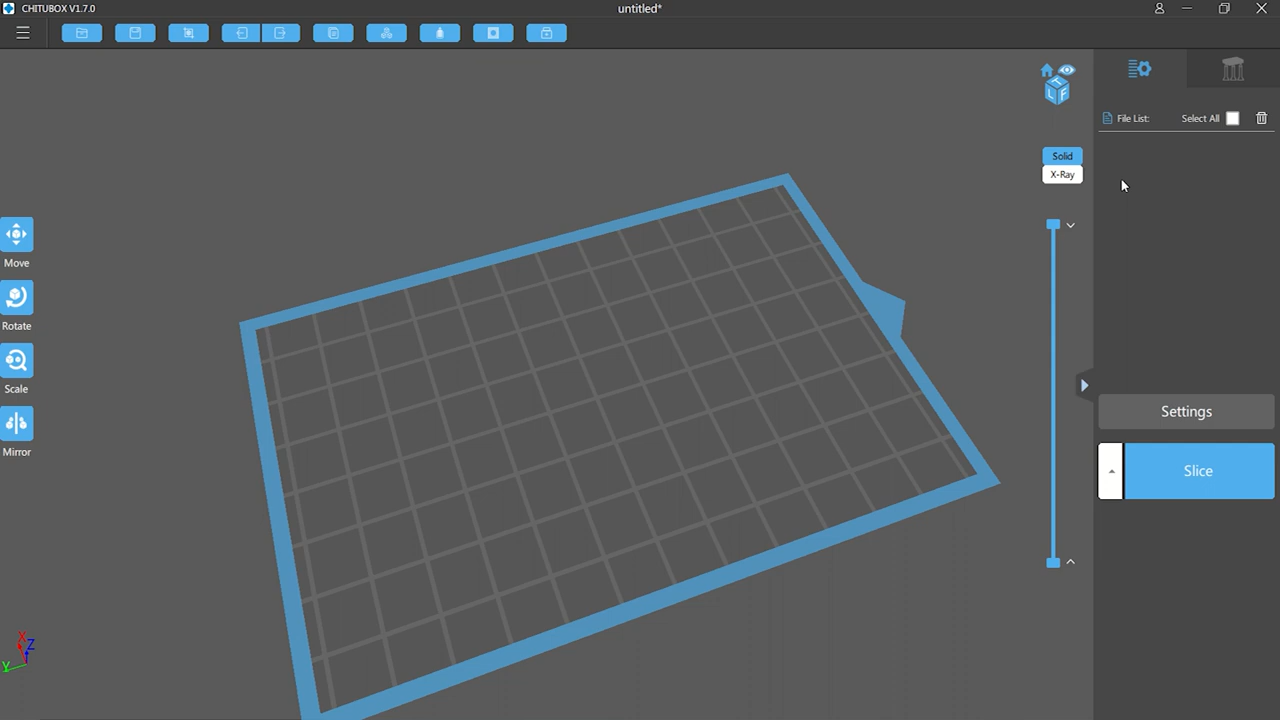 CHITUBOX V1.7.0
untitled*
File List:
Select All
Solid
X-Ray
T
L
F
Move
Rotate
Scale
Mirror
Settings
Slice
X
Z
Y